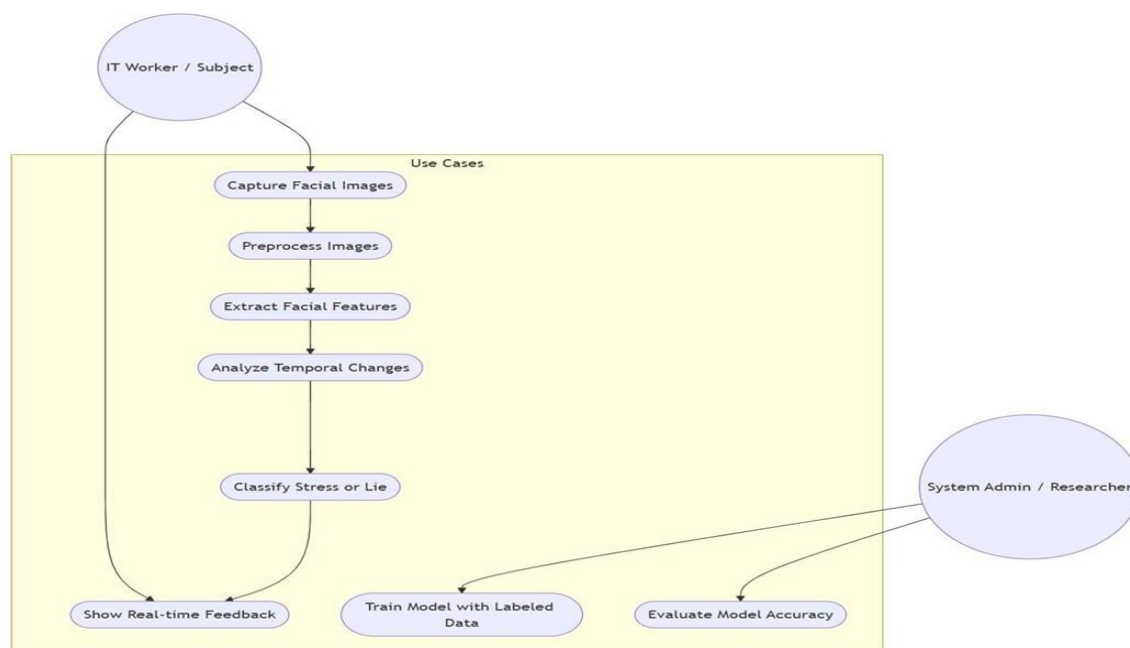 IT Worker / Subject
Use Cases
Capture Facial Images
Preprocess Images
Extract Facial Features
Analyze Temporal Changes
Classify Stress or Lie
System Admin / Researcher
Show Real-time Feedback
Train Model with Labeled
Data
Evaluate Model Accuracy